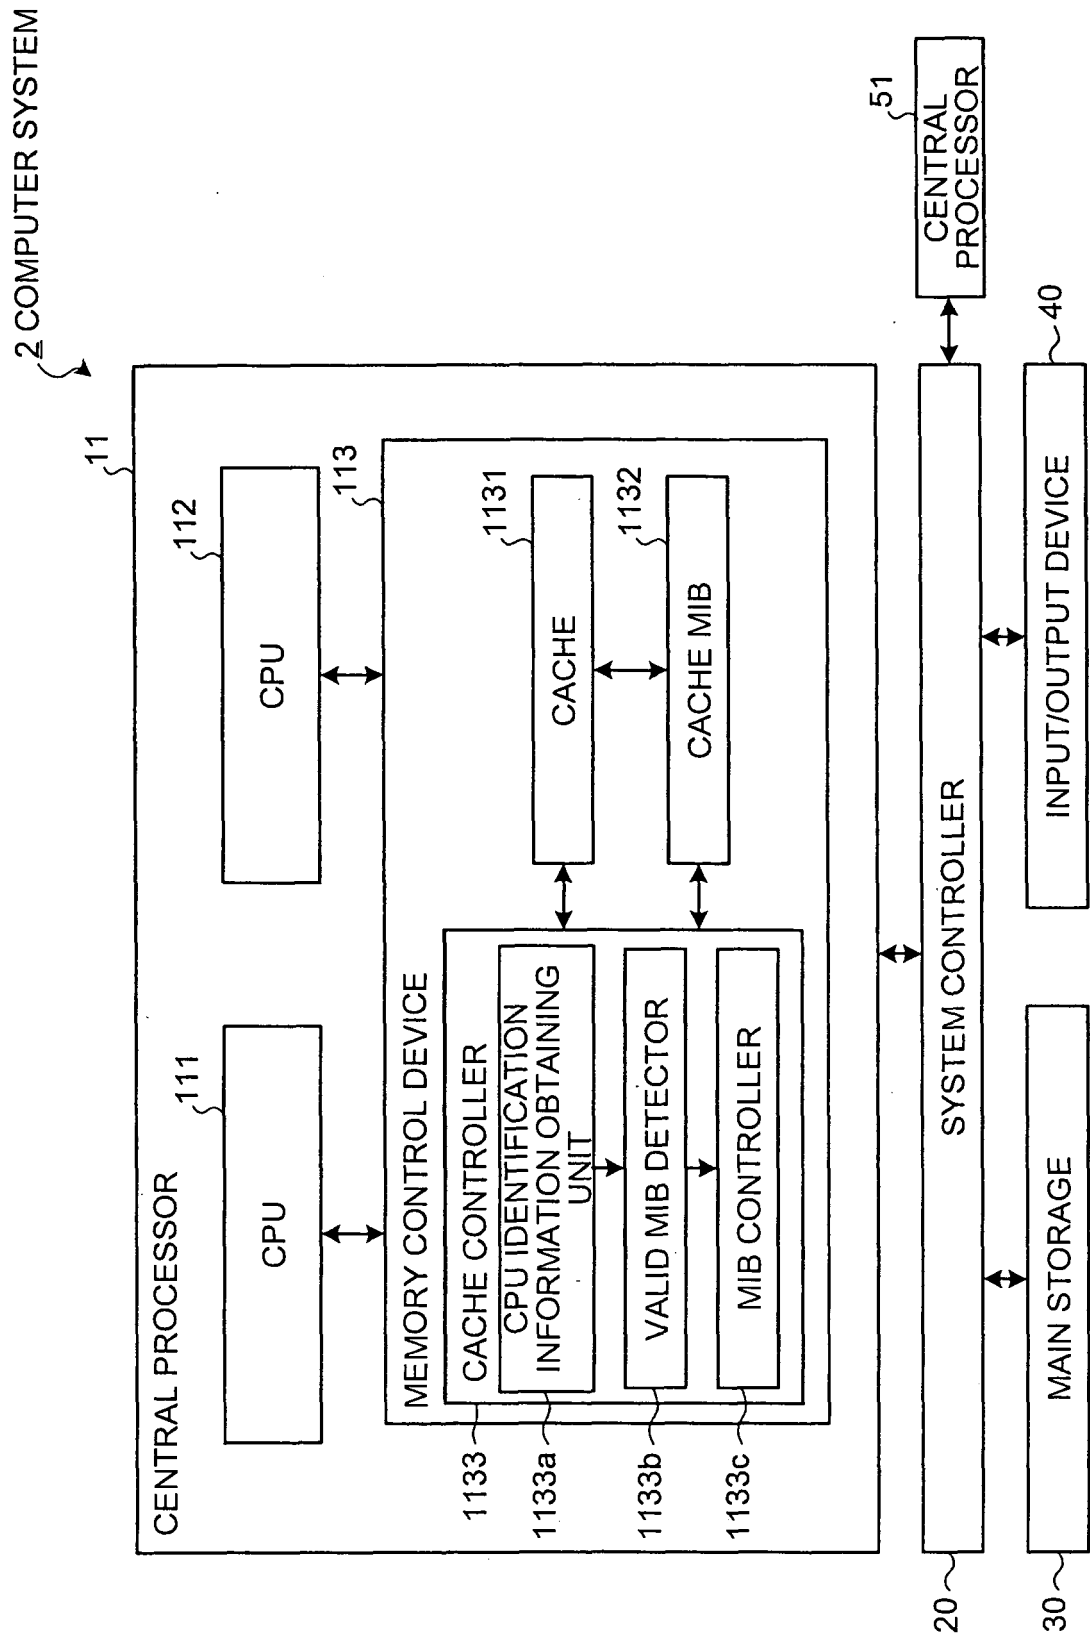 2 COMPUTER SYSTEM
11
CENTRAL PROCESSOR
111
CPU
112
CPU
113
MEMORY CONTROL DEVICE
1133
CACHE CONTROLLER
1133a
CPU IDENTIFICATION
INFORMATION OBTAINING
UNIT
1133b
VALID MIB DETECTOR
1133c
MIB CONTROLLER
1131
CACHE
1132
CACHE MIB
51
CENTRAL
PROCESSOR
20
SYSTEM CONTROLLER
30
MAIN STORAGE
40
INPUT/OUTPUT DEVICE